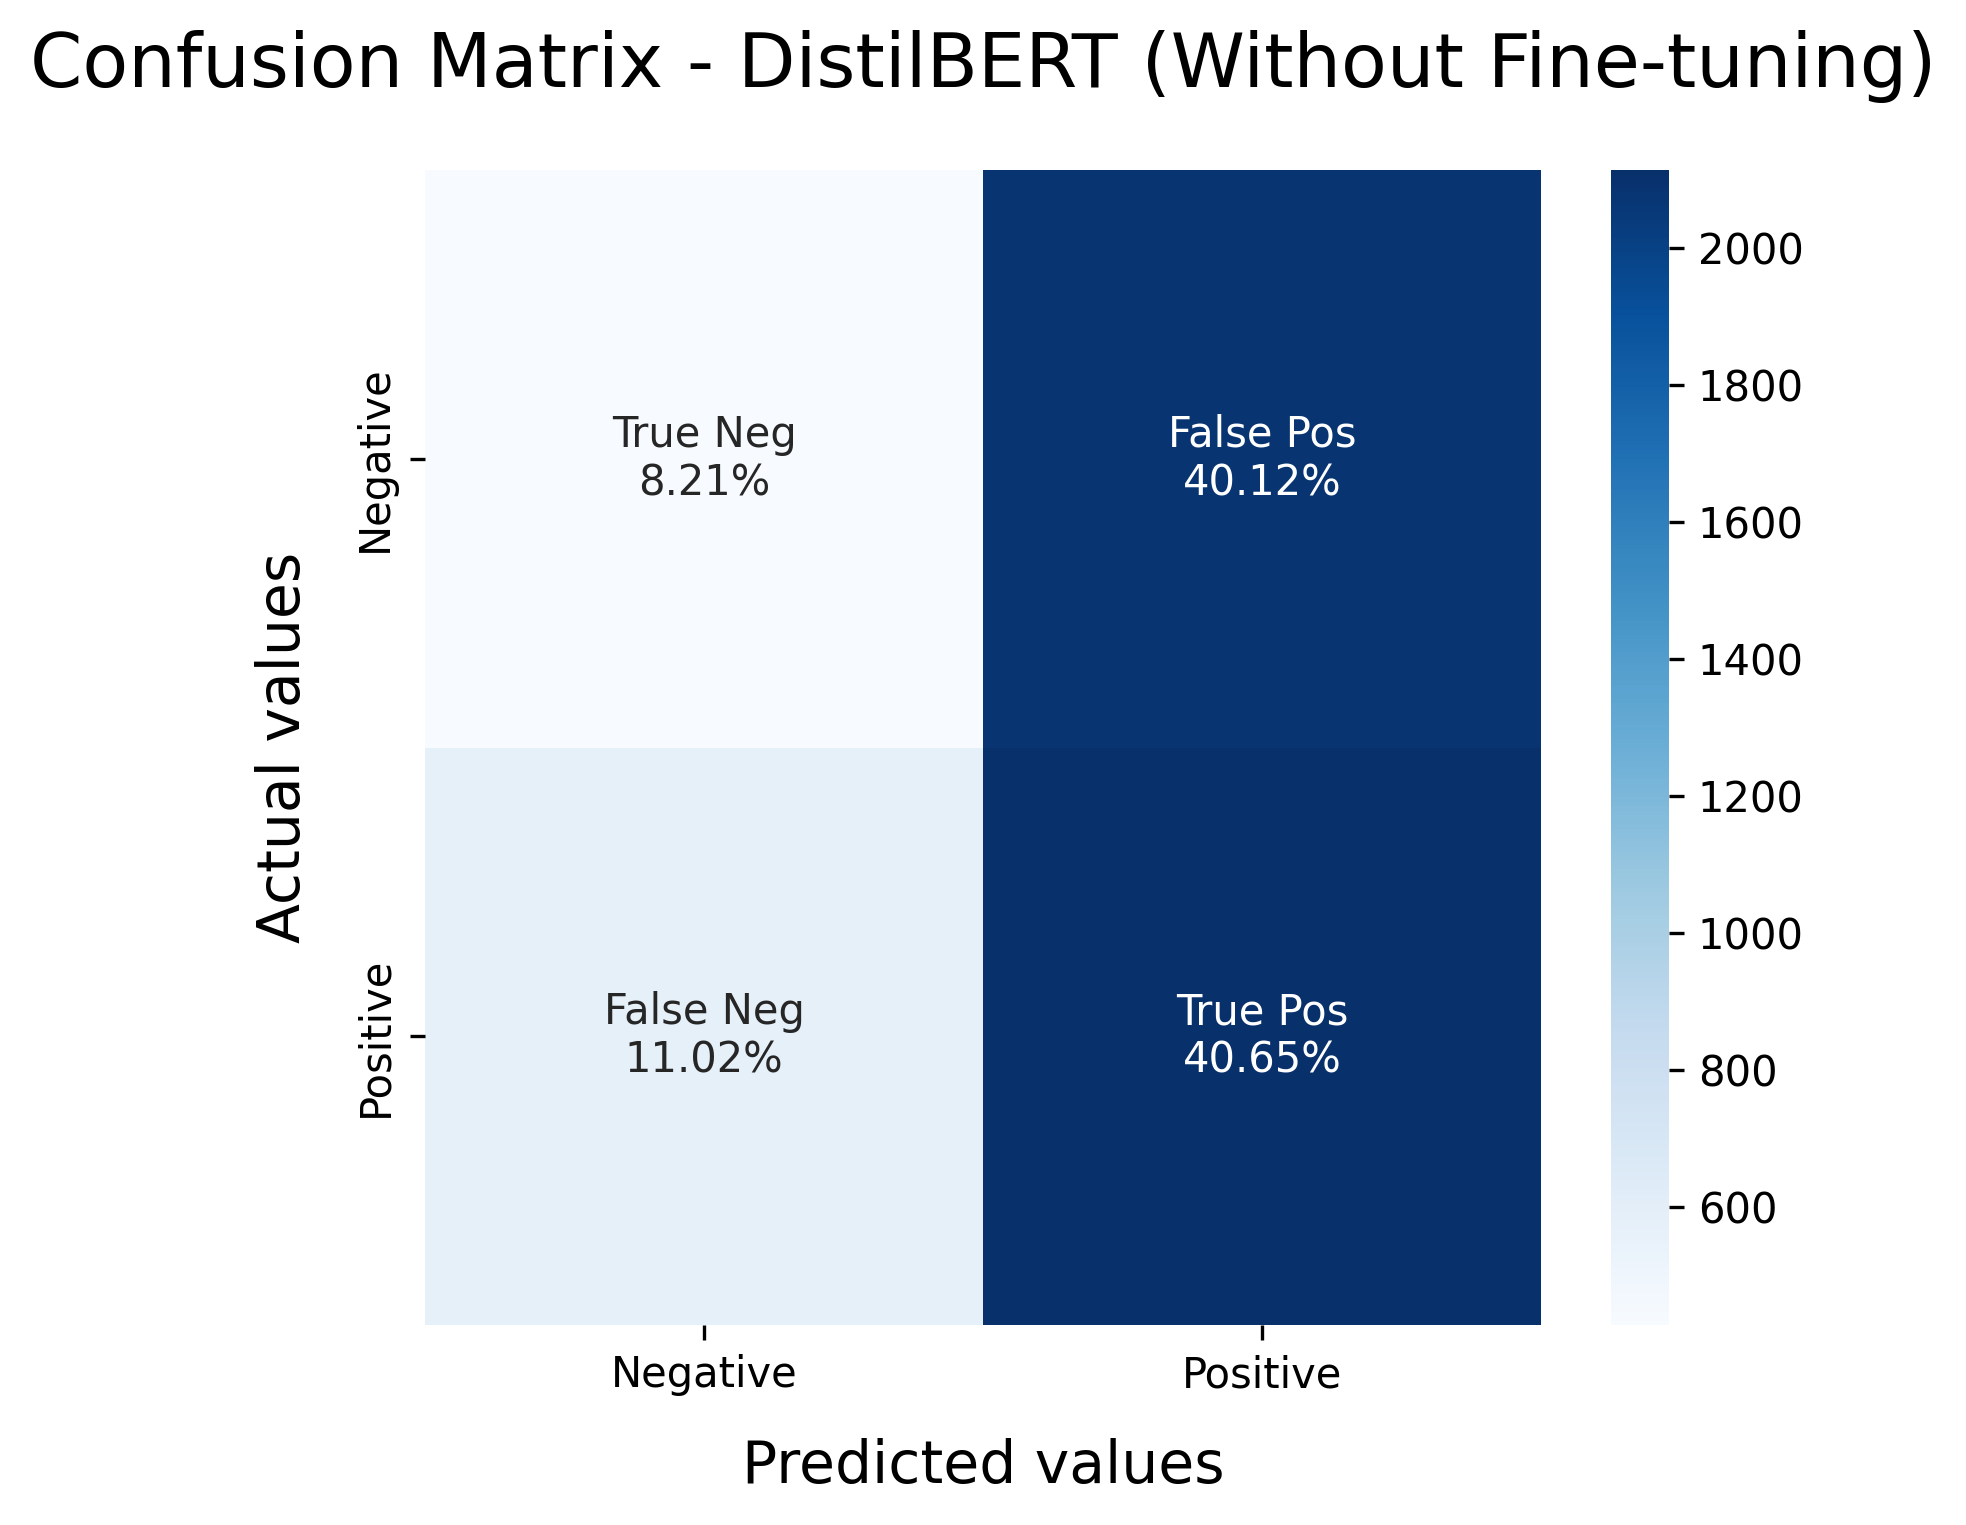 Confusion Matrix - DistilBERT (Without Fine-tuning)
Actual values
Negative
Positive
True Neg
8.21%
False Pos
40.12%
False Neg
11.02%
True Pos
40.65%
Negative
Positive
Predicted values
2000
1800
1600
1400
1200
1000
800
600